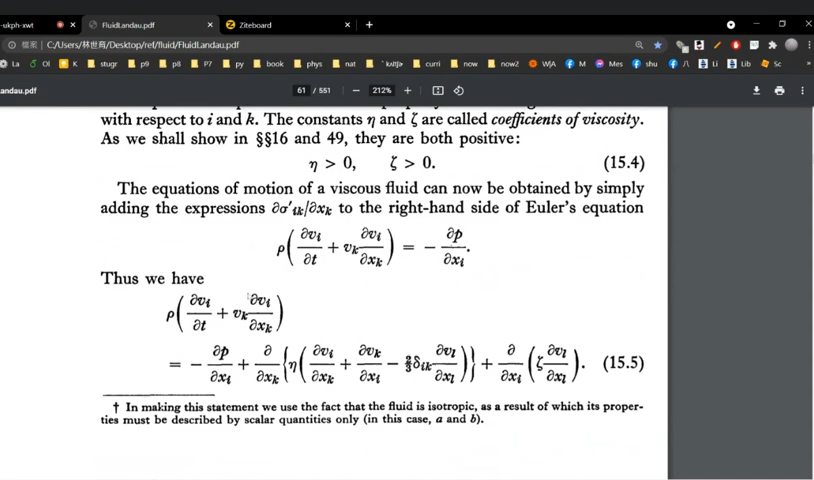 -ukph-xwt FluidLandau.pdf Ziteboard
檔案 C:/Users/林世昀/Desktop/ref/fluid/FluidLandau.pdf
La Ol K stugr p9 p8 P7 py book phys nat curri now now2 WJA M Mes shu Li Lib Sc
andau.pdf 61 / 551 212%
with respect to i and k. The constants η and ζ are called coefficients of viscosity.
As we shall show in §§16 and 49, they are both positive:
η > 0, ζ > 0. (15.4)
The equations of motion of a viscous fluid can now be obtained by simply
adding the expressions ∂σ′ik/∂xk to the right-hand side of Euler's equation
ρ(∂vi/∂t + vk ∂vi/∂xk) = − ∂p/∂xi.
Thus we have
ρ(∂vi/∂t + vk ∂vi/∂xk)
= − ∂p/∂xi + ∂/∂xk {η(∂vi/∂xk + ∂vk/∂xi − ⅔δik ∂vl/∂xl)} + ∂/∂xi (ζ ∂vl/∂xl). (15.5)
† In making this statement we use the fact that the fluid is isotropic, as a result of which its proper-
ties must be described by scalar quantities only (in this case, a and b).